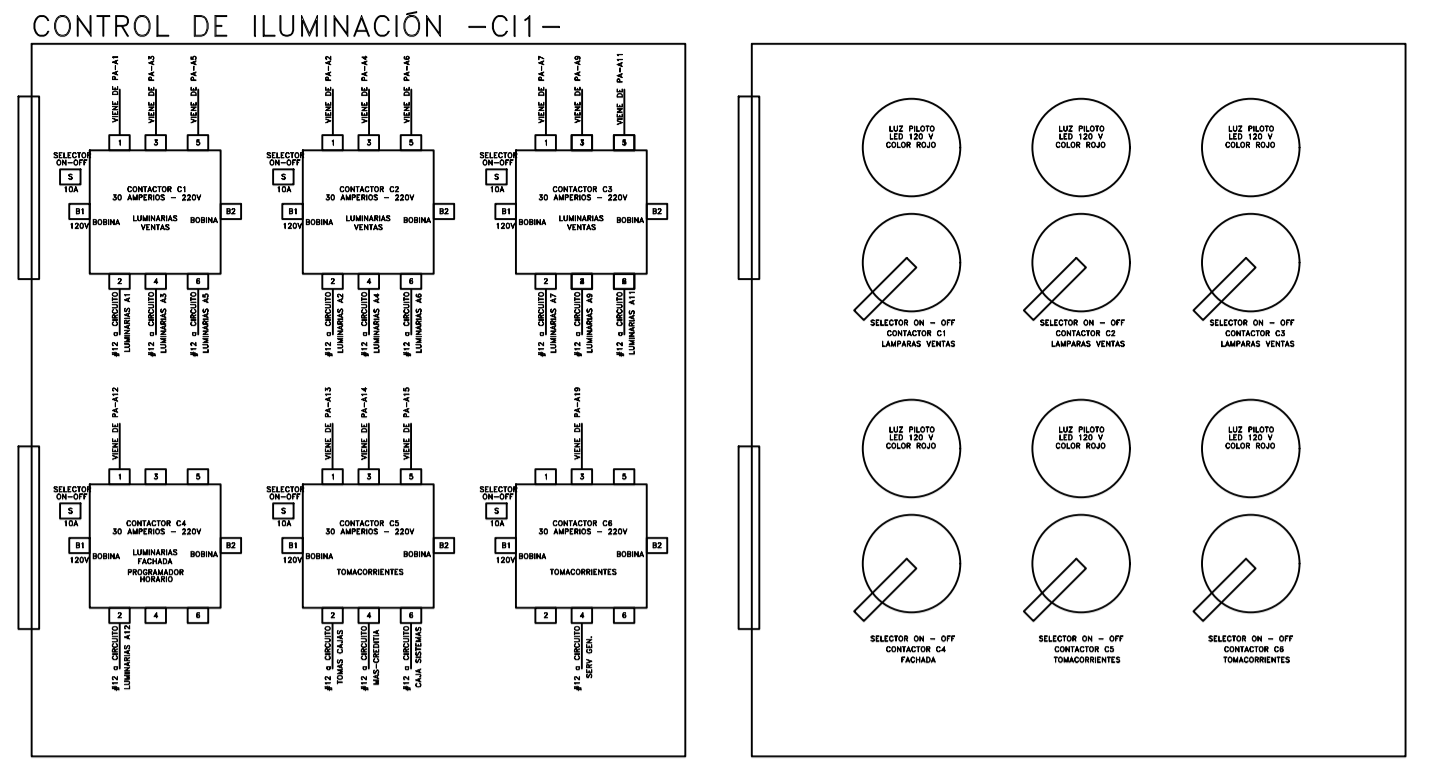 CONTROL DE ILUMINACIÓN -CI1-
VIENE DE PA-A1
VIENE DE PA-A3
VIENE DE PA-A5
1
3
5
SELECTOR
ON-OFF
S
10A
CONTACTOR C1
30 AMPERIOS - 220V
B1
BOBINA
120V
LUMINARIAS
VENTAS
BOBINA
B2
2
4
6
#12 a CIRCUITO
LUMINARIAS A1
#12 a CIRCUITO
LUMINARIAS A3
#12 a CIRCUITO
LUMINARIAS A5
VIENE DE PA-A2
VIENE DE PA-A4
VIENE DE PA-A6
1
3
5
SELECTOR
ON-OFF
S
10A
CONTACTOR C2
30 AMPERIOS - 220V
B1
BOBINA
120V
LUMINARIAS
VENTAS
BOBINA
B2
2
4
6
#12 a CIRCUITO
LUMINARIAS A2
#12 a CIRCUITO
LUMINARIAS A4
#12 a CIRCUITO
LUMINARIAS A6
VIENE DE PA-A7
VIENE DE PA-A9
VIENE DE PA-A11
1
3
5
SELECTOR
ON-OFF
S
10A
CONTACTOR C3
30 AMPERIOS - 220V
B1
BOBINA
120V
LUMINARIAS
VENTAS
BOBINA
B2
2
#12 a CIRCUITO
LUMINARIAS A7
#12 a CIRCUITO
LUMINARIAS A9
#12 a CIRCUITO
LUMINARIAS A11
VIENE DE PA-A12
1
3
5
SELECTOR
ON-OFF
S
10A
CONTACTOR C4
30 AMPERIOS - 220V
B1
BOBINA
120V
LUMINARIAS
FACHADA
PROGRAMADOR
HORARIO
BOBINA
B2
2
4
6
#12 a CIRCUITO
LUMINARIAS A12
VIENE DE PA-A13
VIENE DE PA-A14
VIENE DE PA-A15
1
3
5
SELECTOR
ON-OFF
S
10A
CONTACTOR C5
30 AMPERIOS - 220V
B1
BOBINA
120V
BOBINA
B2
TOMACORRIENTES
2
4
6
#12 a CIRCUITO
TOMAS CAJAS
#12 a CIRCUITO
MAS-CREDITIA
#12 a CIRCUITO
CAJA SISTEMAS
VIENE DE PA-A19
1
3
5
SELECTOR
ON-OFF
S
10A
CONTACTOR C6
30 AMPERIOS - 220V
B1
BOBINA
120V
BOBINA
B2
TOMACORRIENTES
2
4
6
#12 a CIRCUITO
SERV GEN.
LUZ PILOTO
LED 120 V
COLOR ROJO
LUZ PILOTO
LED 120 V
COLOR ROJO
LUZ PILOTO
LED 120 V
COLOR ROJO
SELECTOR ON - OFF
CONTACTOR C1
LAMPARAS VENTAS
SELECTOR ON - OFF
CONTACTOR C2
LAMPARAS VENTAS
SELECTOR ON - OFF
CONTACTOR C3
LAMPARAS VENTAS
LUZ PILOTO
LED 120 V
COLOR ROJO
LUZ PILOTO
LED 120 V
COLOR ROJO
LUZ PILOTO
LED 120 V
COLOR ROJO
SELECTOR ON - OFF
CONTACTOR C4
FACHADA
SELECTOR ON - OFF
CONTACTOR C5
TOMACORRIENTES
SELECTOR ON - OFF
CONTACTOR C6
TOMACORRIENTES